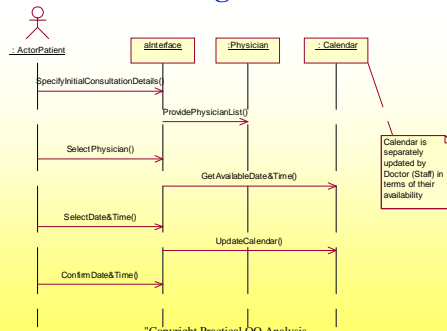 : ActorPatient
aInterface
:Physician
: Calendar
SpecifyInitialConsultationDetails()
ProvidePhysicianList()
SelectPhysician()
GetAvailableDate&Time()
SelectDate&Time()
UpdateCalendar()
ConfirmDate&Time()
Calendar is
separately
updated by
Doctor (Staff) in
terms of their
availability
"Copyright Practical OO Analysis